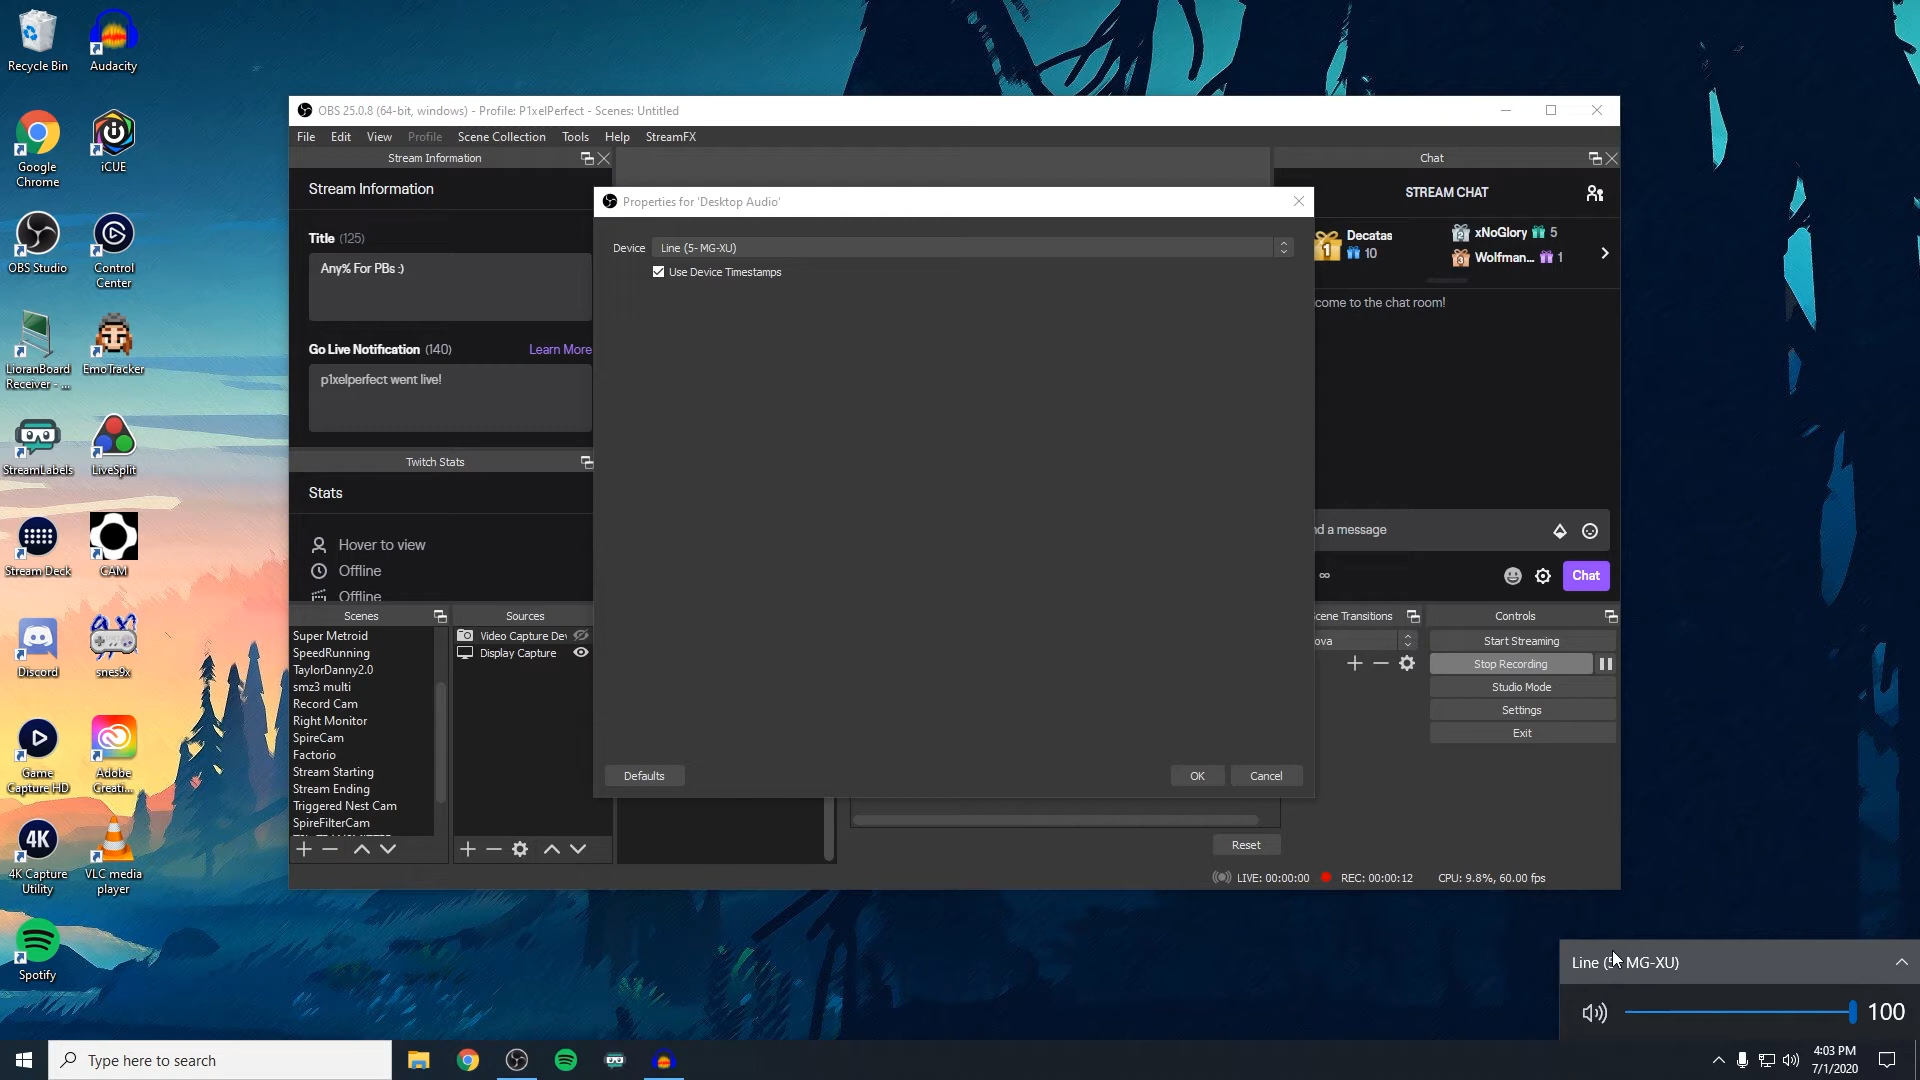 Recycle Bin
Audacity
Google
Chrome
iCUE
OBS Studio
Control
Center
LioranBoard
Receiver - ...
EmoTracker
StreamLabels
LiveSplit
Stream Deck
CAM
Discord
snes9x
Game
Capture HD
Adobe
Creati...
4K
4K Capture
Utility
VLC media
player
Spotify
OBS 25.0.8 (64-bit, windows) - Profile: P1xelPerfect - Scenes: Untitled
File Edit View Profile Scene Collection Tools Help StreamFX
Stream Information
Stream Information
Title (125)
Any% For PBs :)
Go Live Notification (140) Learn More
p1xelperfect went live!
Twitch Stats
Stats
Hover to view
Offline
Offline
Scenes
Super Metroid
SpeedRunning
TaylorDanny2.0
smz3 multi
Record Cam
Right Monitor
SpireCam
Factorio
Stream Starting
Stream Ending
Triggered Nest Cam
SpireFilterCam
Sources
Video Capture Dev
Display Capture
Properties for 'Desktop Audio'
Device Line (5- MG-XU)
Use Device Timestamps
Defaults OK Cancel
Chat
STREAM CHAT
1 Decatas
10
2 xNoGlory 5
3 Wolfman... 1
come to the chat room!
nd a message
Chat
cene Transitions
ova
Controls
Start Streaming
Stop Recording
Studio Mode
Settings
Exit
Reset
LIVE: 00:00:00 REC: 00:00:12 CPU: 9.8%, 60.00 fps
Line (5- MG-XU)
100
Type here to search
4:03 PM
7/1/2020